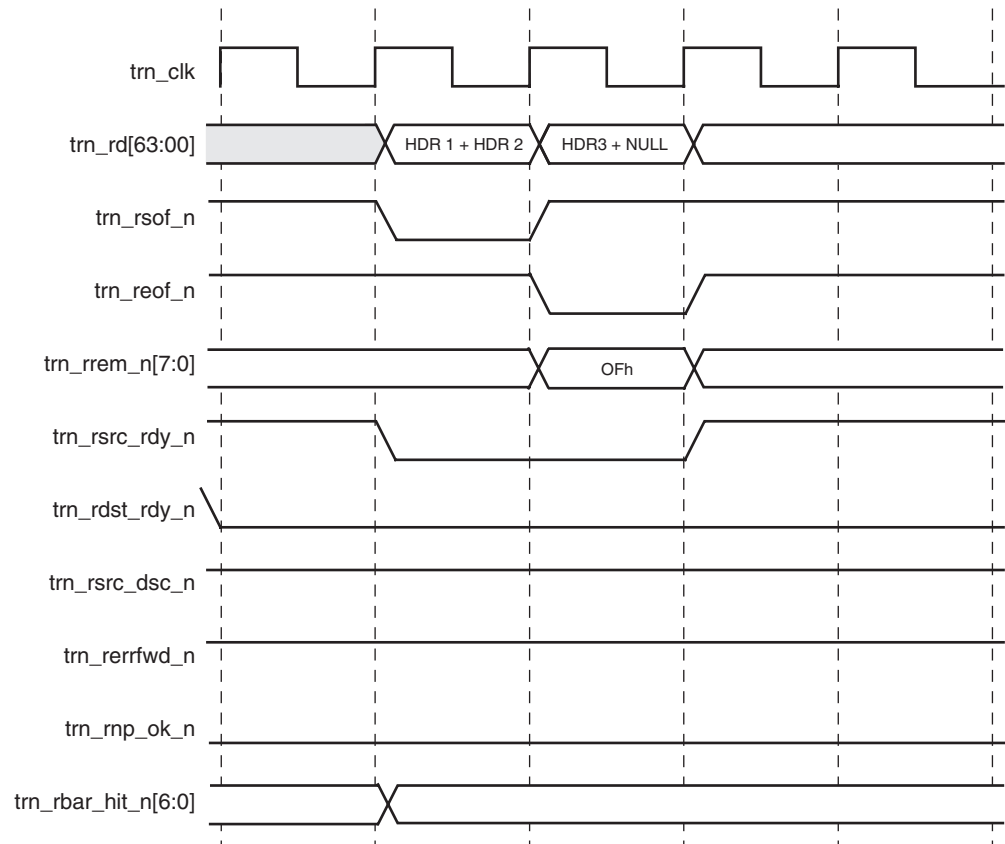 trn_clk
trn_rd[63:00]
HDR 1 + HDR 2
HDR3 + NULL
trn_rsof_n
trn_reof_n
trn_rrem_n[7:0]
OFh
trn_rsrc_rdy_n
trn_rdst_rdy_n
trn_rsrc_dsc_n
trn_rerrfwd_n
trn_rnp_ok_n
trn_rbar_hit_n[6:0]